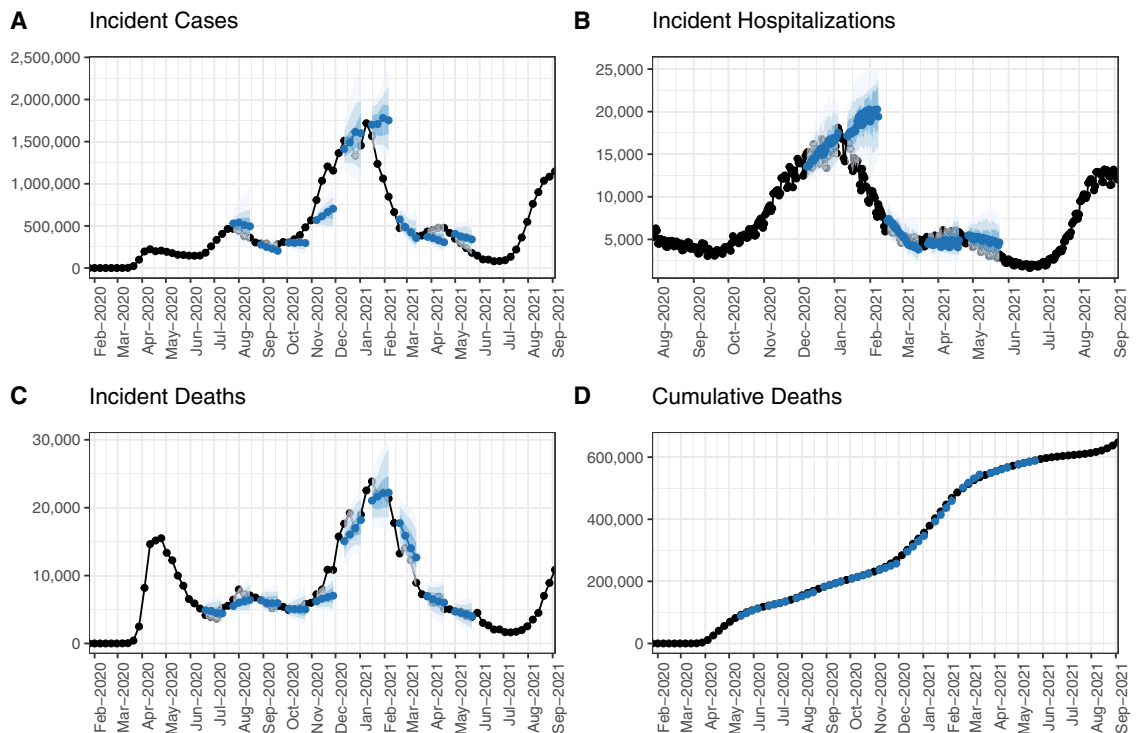 A Incident Cases
2,500,000
2,000,000
1,500,000
1,000,000
500,000
0
Feb−2020
Mar−2020
Apr−2020
May−2020
Jun−2020
Jul−2020
Aug−2020
Sep−2020
Oct−2020
Nov−2020
Dec−2020
Jan−2021
Feb−2021
Mar−2021
Apr−2021
May−2021
Jun−2021
Jul−2021
Aug−2021
Sep−2021
B Incident Hospitalizations
25,000
20,000
15,000
10,000
5,000
Aug−2020
Sep−2020
Oct−2020
Nov−2020
Dec−2020
Jan−2021
Feb−2021
Mar−2021
Apr−2021
May−2021
Jun−2021
Jul−2021
Aug−2021
Sep−2021
C Incident Deaths
30,000
20,000
10,000
0
Feb−2020
Mar−2020
Apr−2020
May−2020
Jun−2020
Jul−2020
Aug−2020
Sep−2020
Oct−2020
Nov−2020
Dec−2020
Jan−2021
Feb−2021
Mar−2021
Apr−2021
May−2021
Jun−2021
Jul−2021
Aug−2021
Sep−2021
D Cumulative Deaths
600,000
400,000
200,000
0
Feb−2020
Mar−2020
Apr−2020
May−2020
Jun−2020
Jul−2020
Aug−2020
Sep−2020
Oct−2020
Nov−2020
Dec−2020
Jan−2021
Feb−2021
Mar−2021
Apr−2021
May−2021
Jun−2021
Jul−2021
Aug−2021
Sep−2021